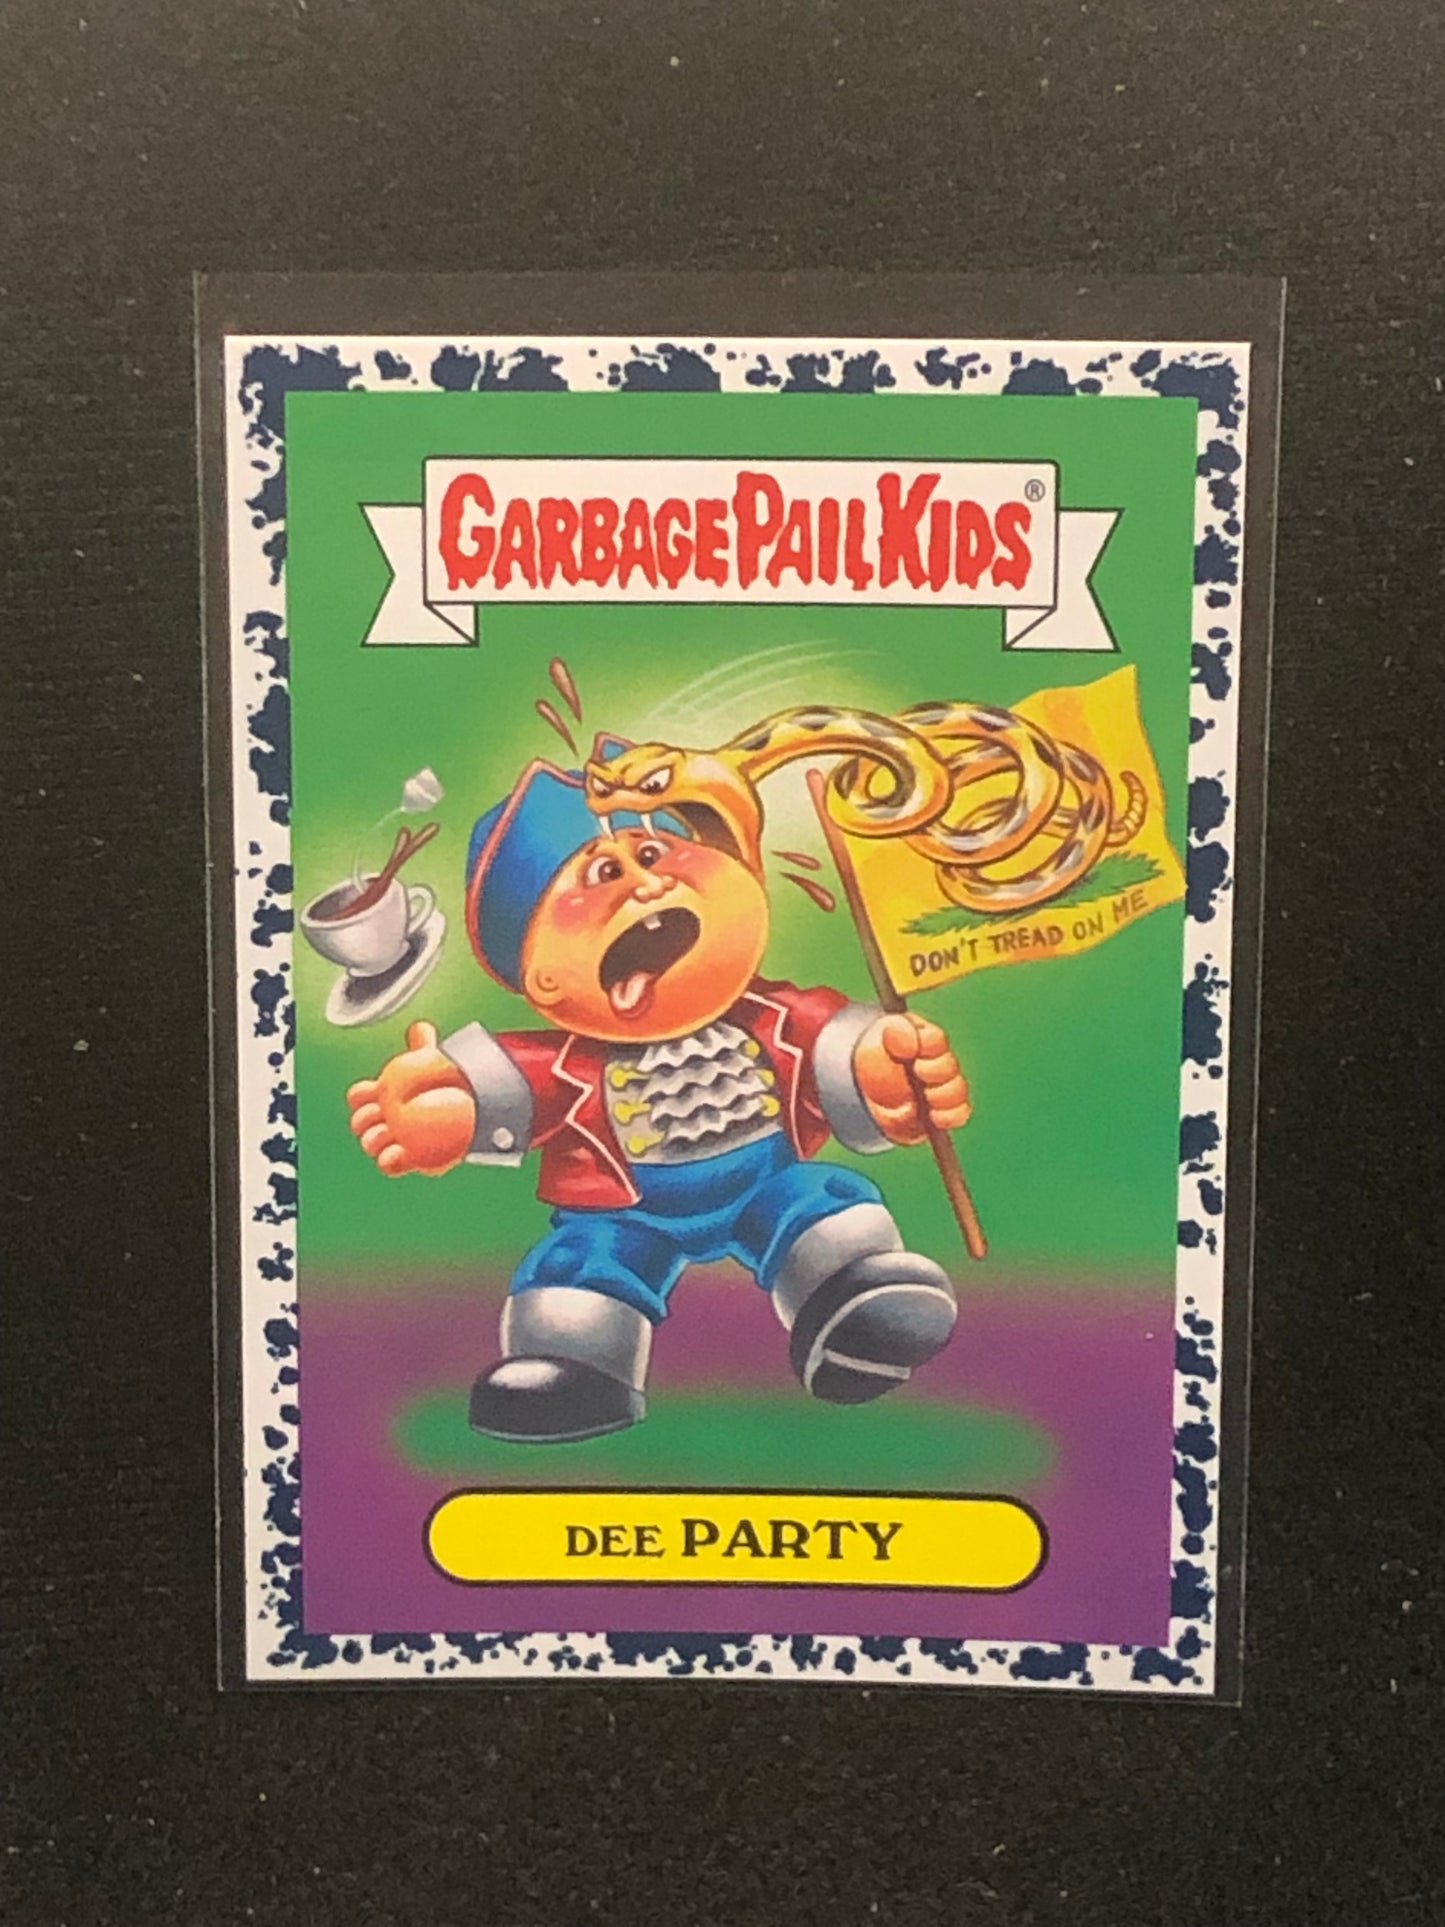 GARBAGE PAIL KIDS®
DON'T TREAD ON ME
DEE PARTY